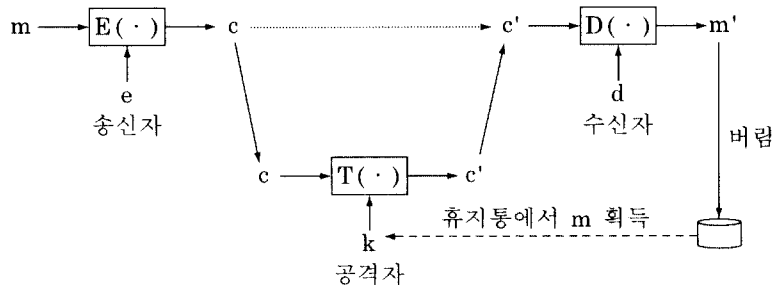 m E( · ) c c' D( · ) m'
e d
송신자 수신자
버림
c T( · ) c'
휴지통에서 m 획득
k
공격자